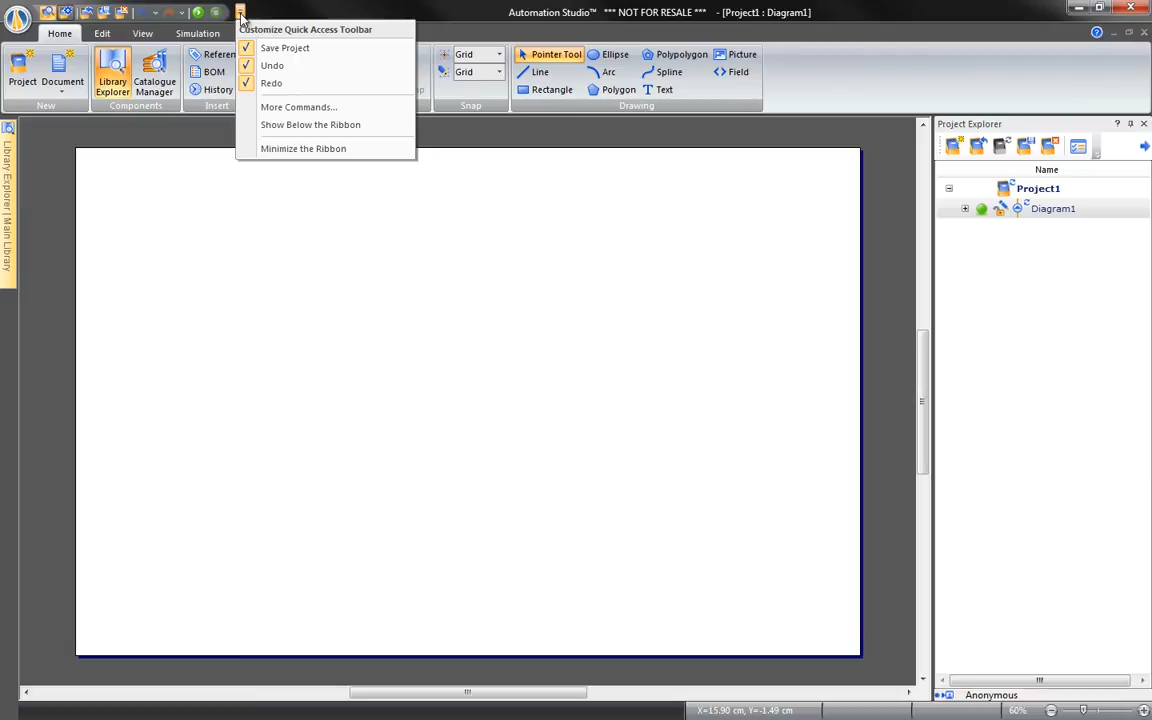 Automation Studio™ *** NOT FOR RESALE *** - [Project1 : Diagram1]
Home
Edit
View
Simulation
Customize Quick Access Toolbar
Save Project
Undo
Redo
More Commands...
Show Below the Ribbon
Minimize the Ribbon
Project
Document
New
Library Explorer
Catalogue Manager
Components
BOM
History
Insert
Grid
Grid
Snap
Pointer Tool
Ellipse
Polypolygon
Picture
Line
Arc
Spline
Field
Rectangle
Polygon
Text
Drawing
Library Explorer | Main Library
Project Explorer
Name
Project1
Diagram1
Anonymous
X=15.90 cm, Y=-1.49 cm
60%